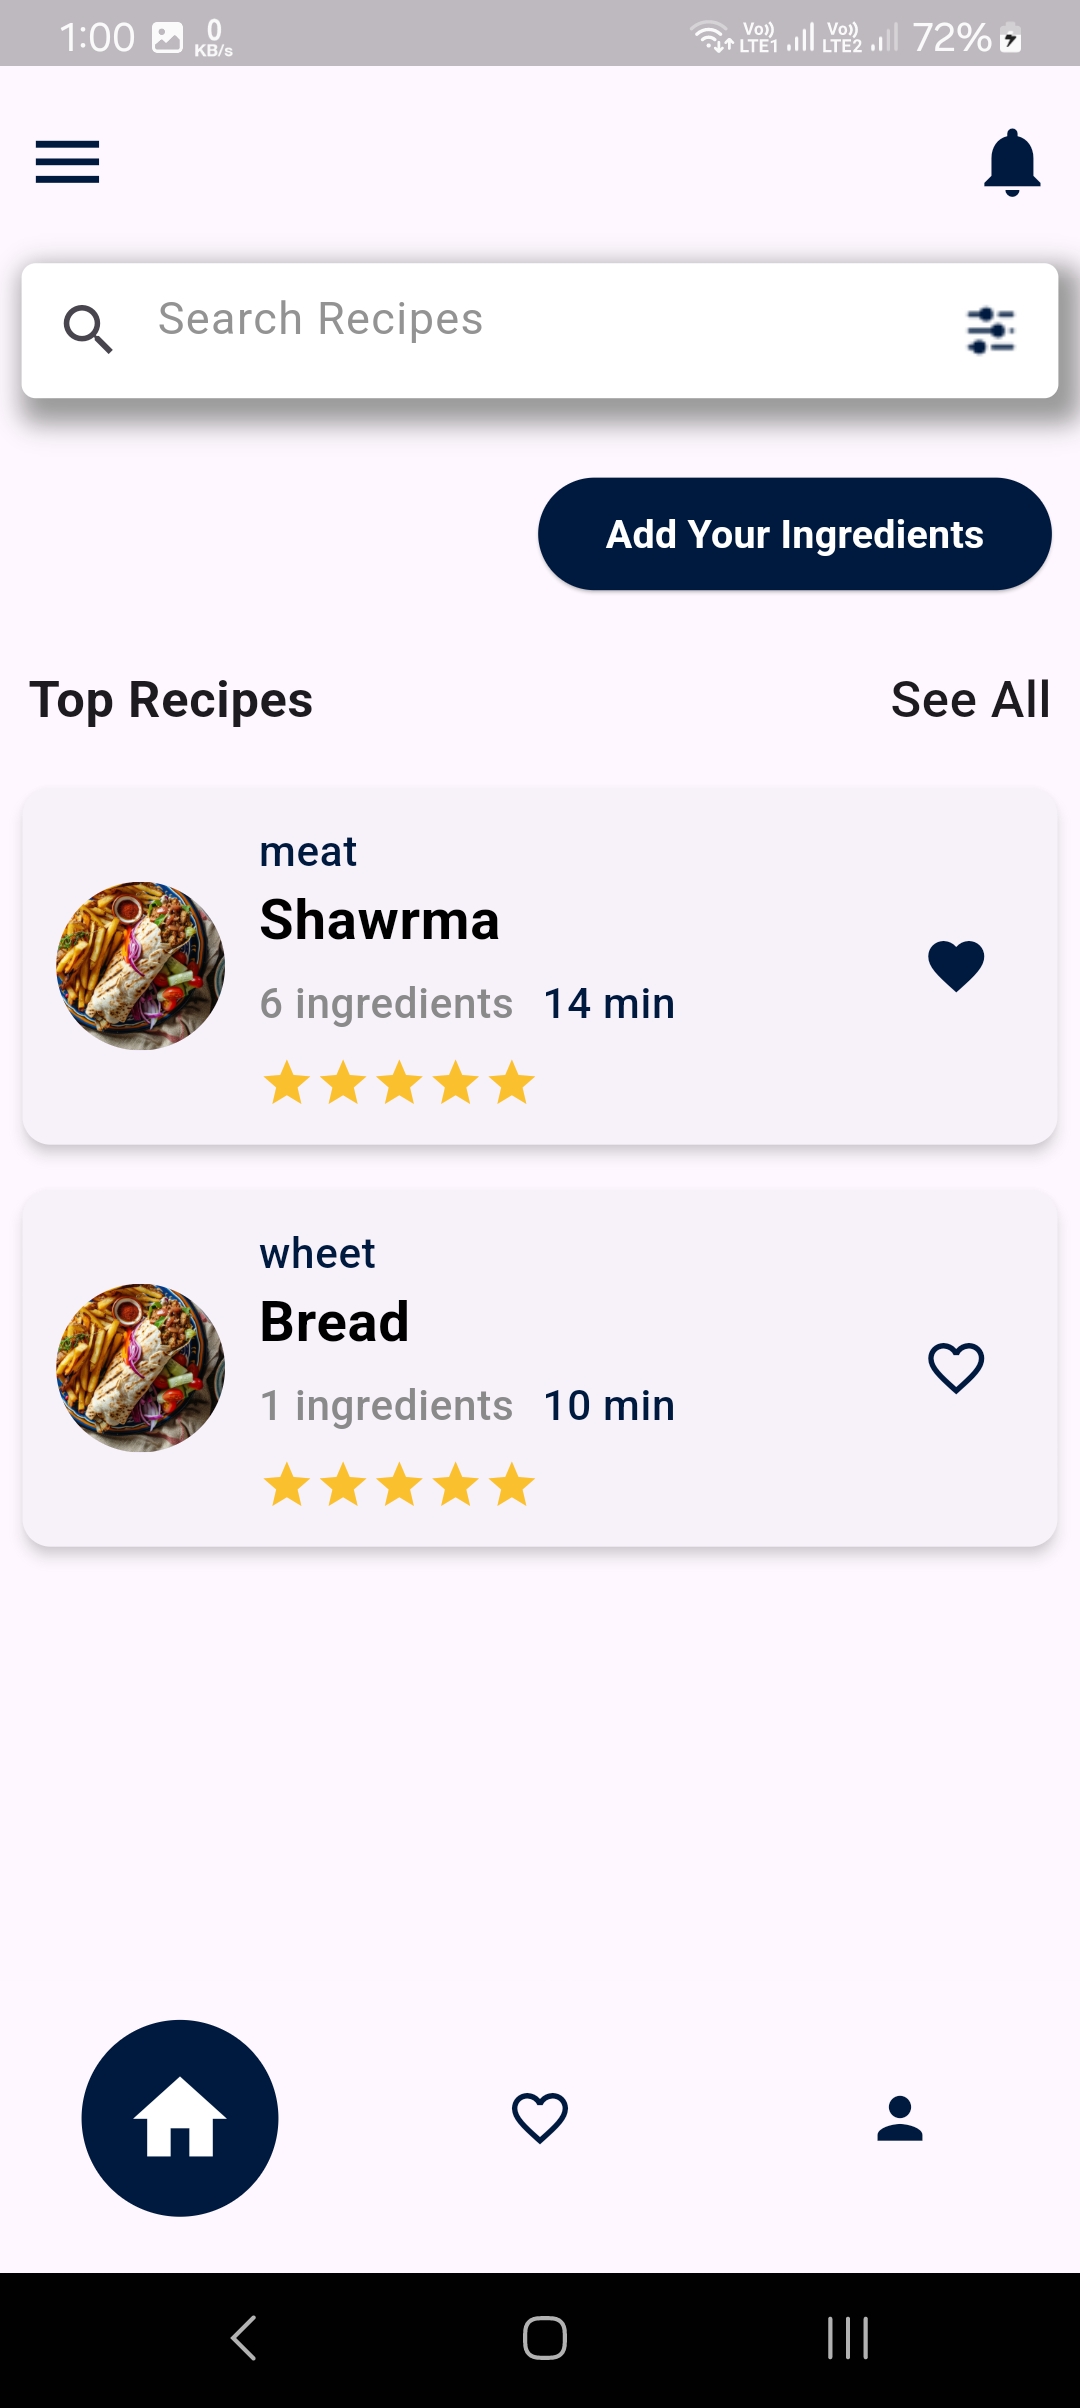 1:00 0 KB/s Vo)) LTE1 Vo)) LTE2 72%
Search Recipes
Add Your Ingredients
Top Recipes See All
meat
Shawrma
6 ingredients 14 min
wheet
Bread
1 ingredients 10 min